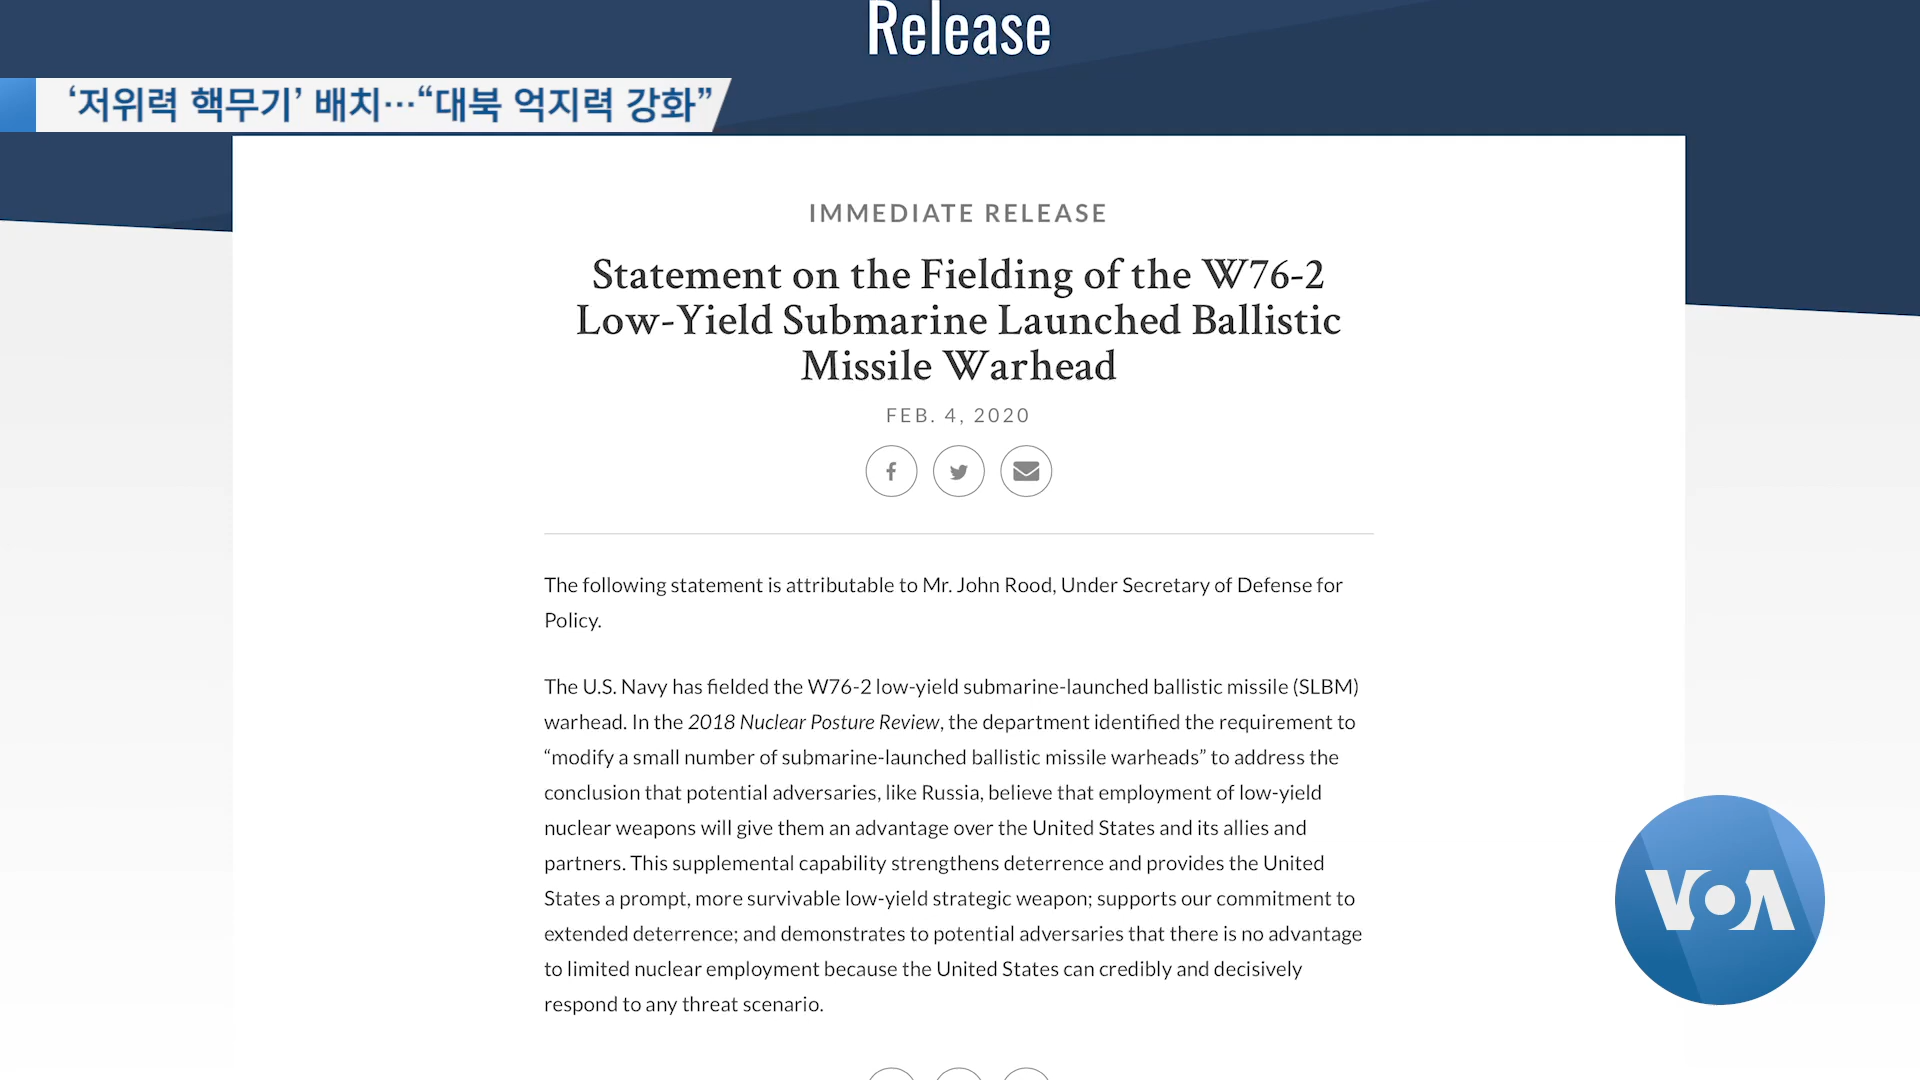 Release
‘저위력 핵무기’ 배치…“대북 억지력 강화”
IMMEDIATE RELEASE
Statement on the Fielding of the W76-2
Low-Yield Submarine Launched Ballistic
Missile Warhead
FEB. 4, 2020
The following statement is attributable to Mr. John Rood, Under Secretary of Defense for
Policy.
The U.S. Navy has fielded the W76-2 low-yield submarine-launched ballistic missile (SLBM)
warhead. In the 2018 Nuclear Posture Review, the department identified the requirement to
“modify a small number of submarine-launched ballistic missile warheads” to address the
conclusion that potential adversaries, like Russia, believe that employment of low-yield
nuclear weapons will give them an advantage over the United States and its allies and
partners. This supplemental capability strengthens deterrence and provides the United
States a prompt, more survivable low-yield strategic weapon; supports our commitment to
extended deterrence; and demonstrates to potential adversaries that there is no advantage
to limited nuclear employment because the United States can credibly and decisively
respond to any threat scenario.
VOA